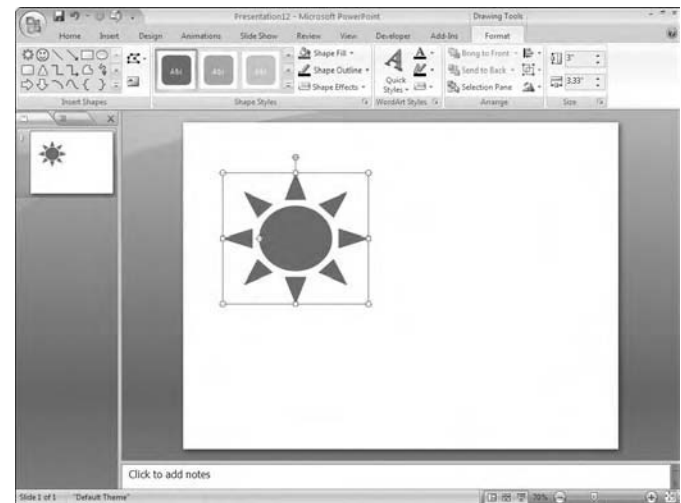 Presentation12 - Microsoft PowerPoint Drawing Tools
Home Insert Design Animations Slide Show Review View Developer Add-Ins Format
Shape Fill
Shape Outline
Shape Effects
Quick Styles
Bring to Front
Send to Back
Selection Pane
3"
3.33"
Insert Shapes Shape Styles WordArt Styles Arrange Size
Click to add notes
Slide 1 of 1 "Default Theme" 70%